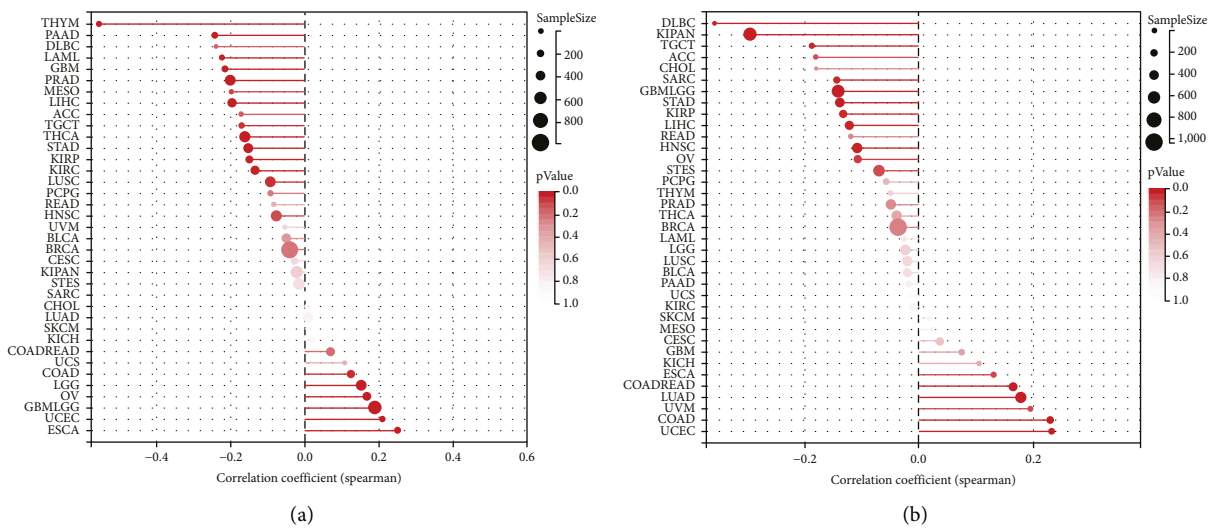 THYM
PAAD
DLBC
LAML
GBM
PRAD
MESO
LIHC
ACC
TGCT
THCA
STAD
KIRP
KIRC
LUSC
PCPG
READ
HNSC
UVM
BLCA
BRCA
CESC
KIPAN
STES
SARC
CHOL
LUAD
SKCM
KICH
COADREAD
UCS
COAD
LGG
OV
GBMLGG
UCEC
ESCA
−0.4 −0.2 0.0 0.2 0.4 0.6
Correlation coefficient (spearman)
SampleSize
200
400
600
800
pValue
0.0
0.2
0.4
0.6
0.8
1.0
(a)
DLBC
KIPAN
TGCT
ACC
CHOL
SARC
GBMLGG
STAD
KIRP
LIHC
READ
HNSC
OV
STES
PCPG
THYM
PRAD
THCA
BRCA
LAML
LGG
LUSC
BLCA
PAAD
UCS
KIRC
SKCM
MESO
CESC
GBM
KICH
ESCA
COADREAD
LUAD
UVM
COAD
UCEC
−0.2 0.0 0.2
Correlation coefficient (spearman)
SampleSize
200
400
600
800
1,000
pValue
0.0
0.2
0.4
0.6
0.8
1.0
(b)